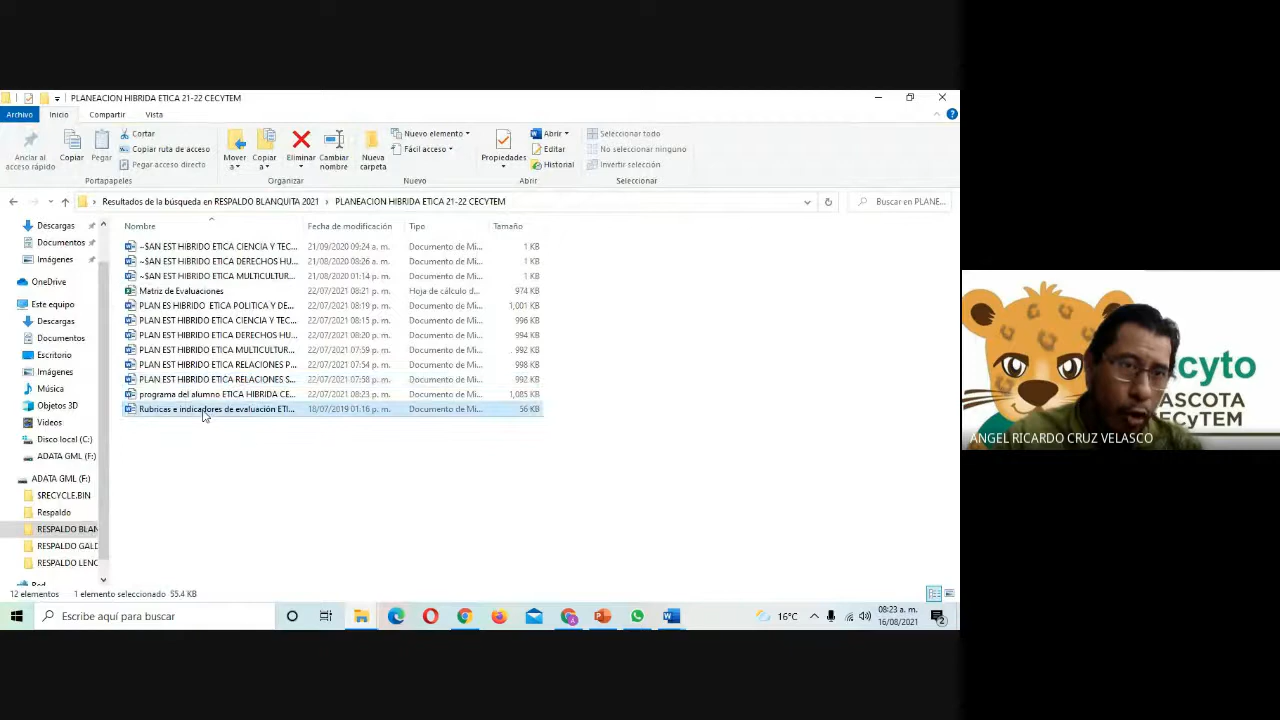 PLANEACION HIBRIDA ETICA 21-22 CECYTEM
Archivo Inicio Compartir Vista
Anclar al acceso rápido
Copiar
Pegar
Cortar
Copiar ruta de acceso
Pegar acceso directo
Portapapeles
Mover a
Copiar a
Eliminar
Cambiar nombre
Organizar
Nueva carpeta
Nuevo elemento
Fácil acceso
Nuevo
Propiedades
Abrir
Editar
Historial
Abrir
Seleccionar todo
No seleccionar ninguno
Invertir selección
Seleccionar
Resultados de la búsqueda en RESPALDO BLANQUITA 2021 › PLANEACION HIBRIDA ETICA 21-22 CECYTEM
Buscar en PLANE...
Descargas
Documentos
Imágenes
OneDrive
Este equipo
Descargas
Documentos
Escritorio
Imágenes
Música
Objetos 3D
Vídeos
Disco local (C:)
ADATA GML (F:)
ADATA GML (F:)
$RECYCLE.BIN
Respaldo
RESPALDO BLAN
RESPALDO GALD
RESPALDO LENC
Red
Nombre Fecha de modificación Tipo Tamaño
~$AN EST HIBRIDO ETICA CIENCIA Y TEC... 21/09/2020 09:24 a. m. Documento de Mi... 1 KB
~$AN EST HIBRIDO ETICA DERECHOS HU... 21/08/2020 08:26 a. m. Documento de Mi... 1 KB
~$AN EST HIBRIDO ETICA MULTICULTUR... 21/08/2020 01:14 p. m. Documento de Mi... 1 KB
Matriz de Evaluaciones 22/07/2021 08:21 p. m. Hoja de cálculo d... 974 KB
PLAN ES HIBRIDO ETICA POLITICA Y DE... 22/07/2021 08:19 p. m. Documento de Mi... 1,001 KB
PLAN EST HIBRIDO ETICA CIENCIA Y TEC... 22/07/2021 08:15 p. m. Documento de Mi... 996 KB
PLAN EST HIBRIDO ETICA DERECHOS HU... 22/07/2021 08:20 p. m. Documento de Mi... 994 KB
PLAN EST HIBRIDO ETICA MULTICULTUR... 22/07/2021 07:59 p. m. Documento de Mi... 992 KB
PLAN EST HIBRIDO ETICA RELACIONES P... 22/07/2021 07:54 p. m. Documento de Mi... 998 KB
PLAN EST HIBRIDO ETICA RELACIONES S... 22/07/2021 07:58 p. m. Documento de Mi... 992 KB
programa del alumno ETICA HIBRIDA CE... 22/07/2021 08:23 p. m. Documento de Mi... 1,085 KB
Rubricas e indicadores de evaluación ETI... 18/07/2019 01:16 p. m. Documento de Mi... 56 KB
12 elementos 1 elemento seleccionado 55.4 KB
Escribe aquí para buscar
16°C
08:23 a. m.
16/08/2021
2
cyto
ASCOTA
ECyTEM
ANGEL RICARDO CRUZ VELASCO